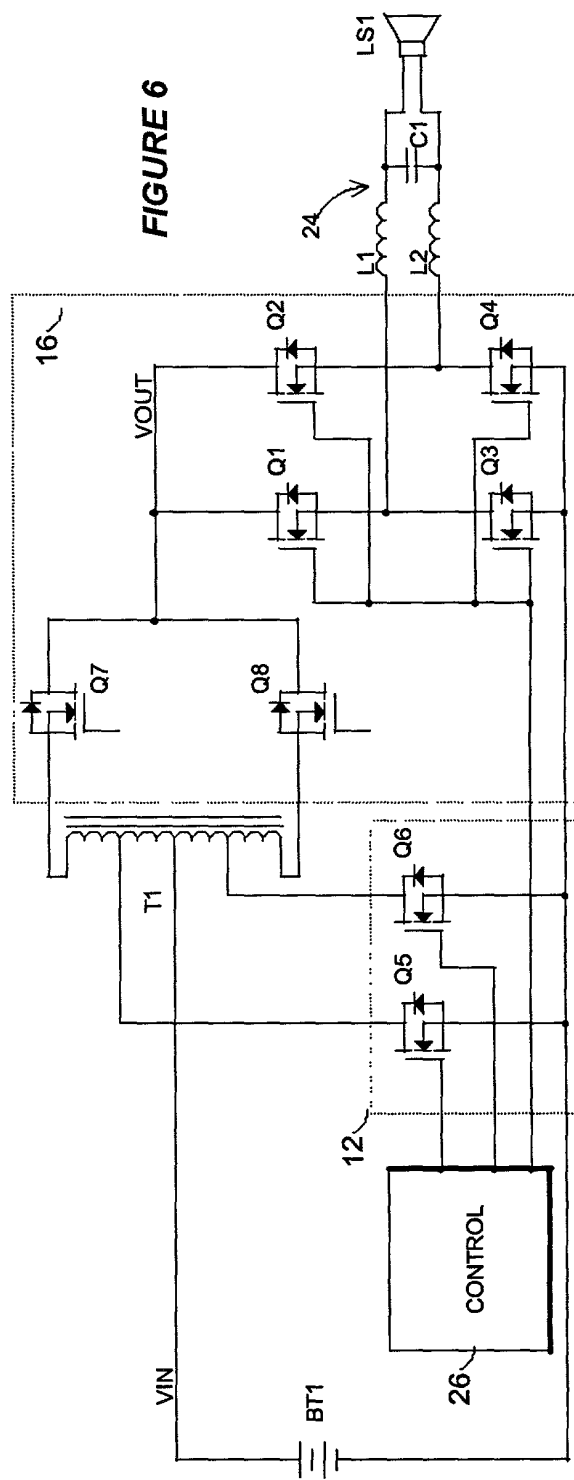 FIGURE 6
16
VOUT
Q7
Q8
Q1
Q2
Q3
Q4
24
L1
L2
C1
LS1
T1
VIN
BT1
12
Q5
Q6
CONTROL
26